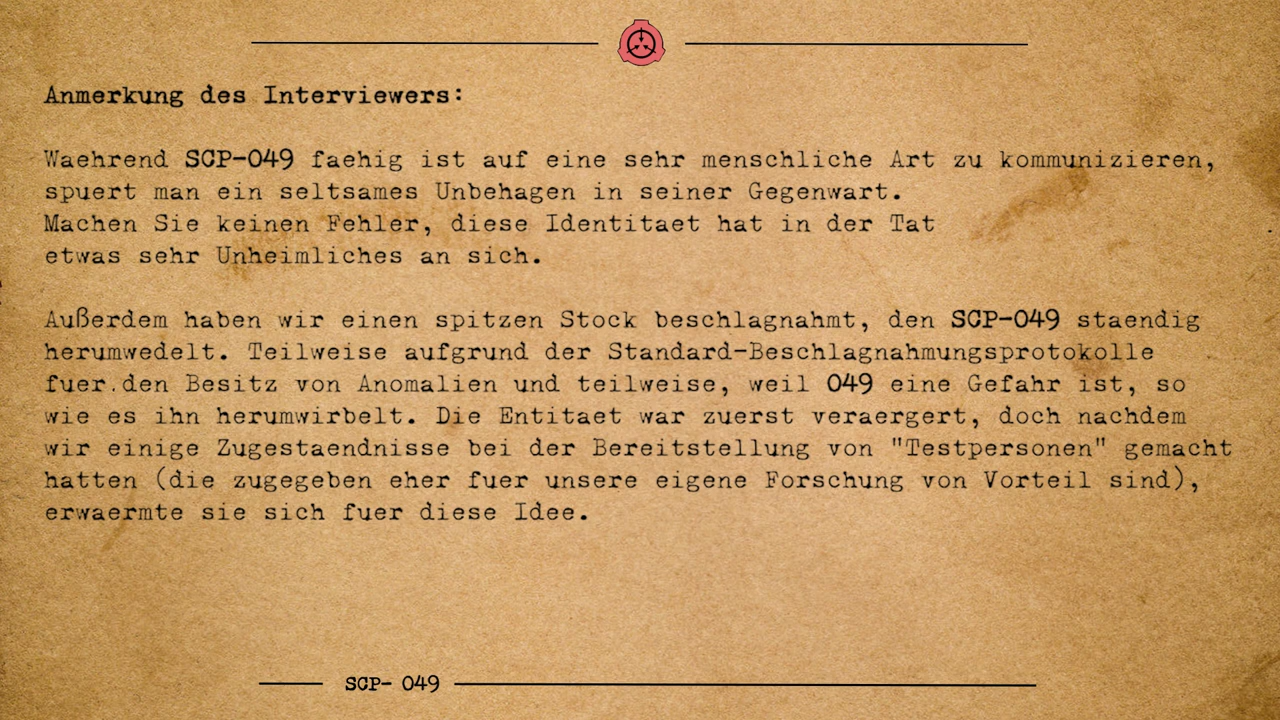 Anmerkung des Interviewers:
Waehrend SCP-049 faehig ist auf eine sehr menschliche Art zu kommunizieren,
spuert man ein seltsames Unbehagen in seiner Gegenwart.
Machen Sie keinen Fehler, diese Identitaet hat in der Tat
etwas sehr Unheimliches an sich.
Außerdem haben wir einen spitzen Stock beschlagnahmt, den SCP-049 staendig
herumwedelt. Teilweise aufgrund der Standard-Beschlagnahmungsprotokolle
fuer.den Besitz von Anomalien und teilweise, weil 049 eine Gefahr ist, so
wie es ihn herumwirbelt. Die Entitaet war zuerst veraergert, doch nachdem
wir einige Zugestaendnisse bei der Bereitstellung von "Testpersonen" gemacht
hatten (die zugegeben eher fuer unsere eigene Forschung von Vorteil sind),
erwaermte sie sich fuer diese Idee.
SCP- 049